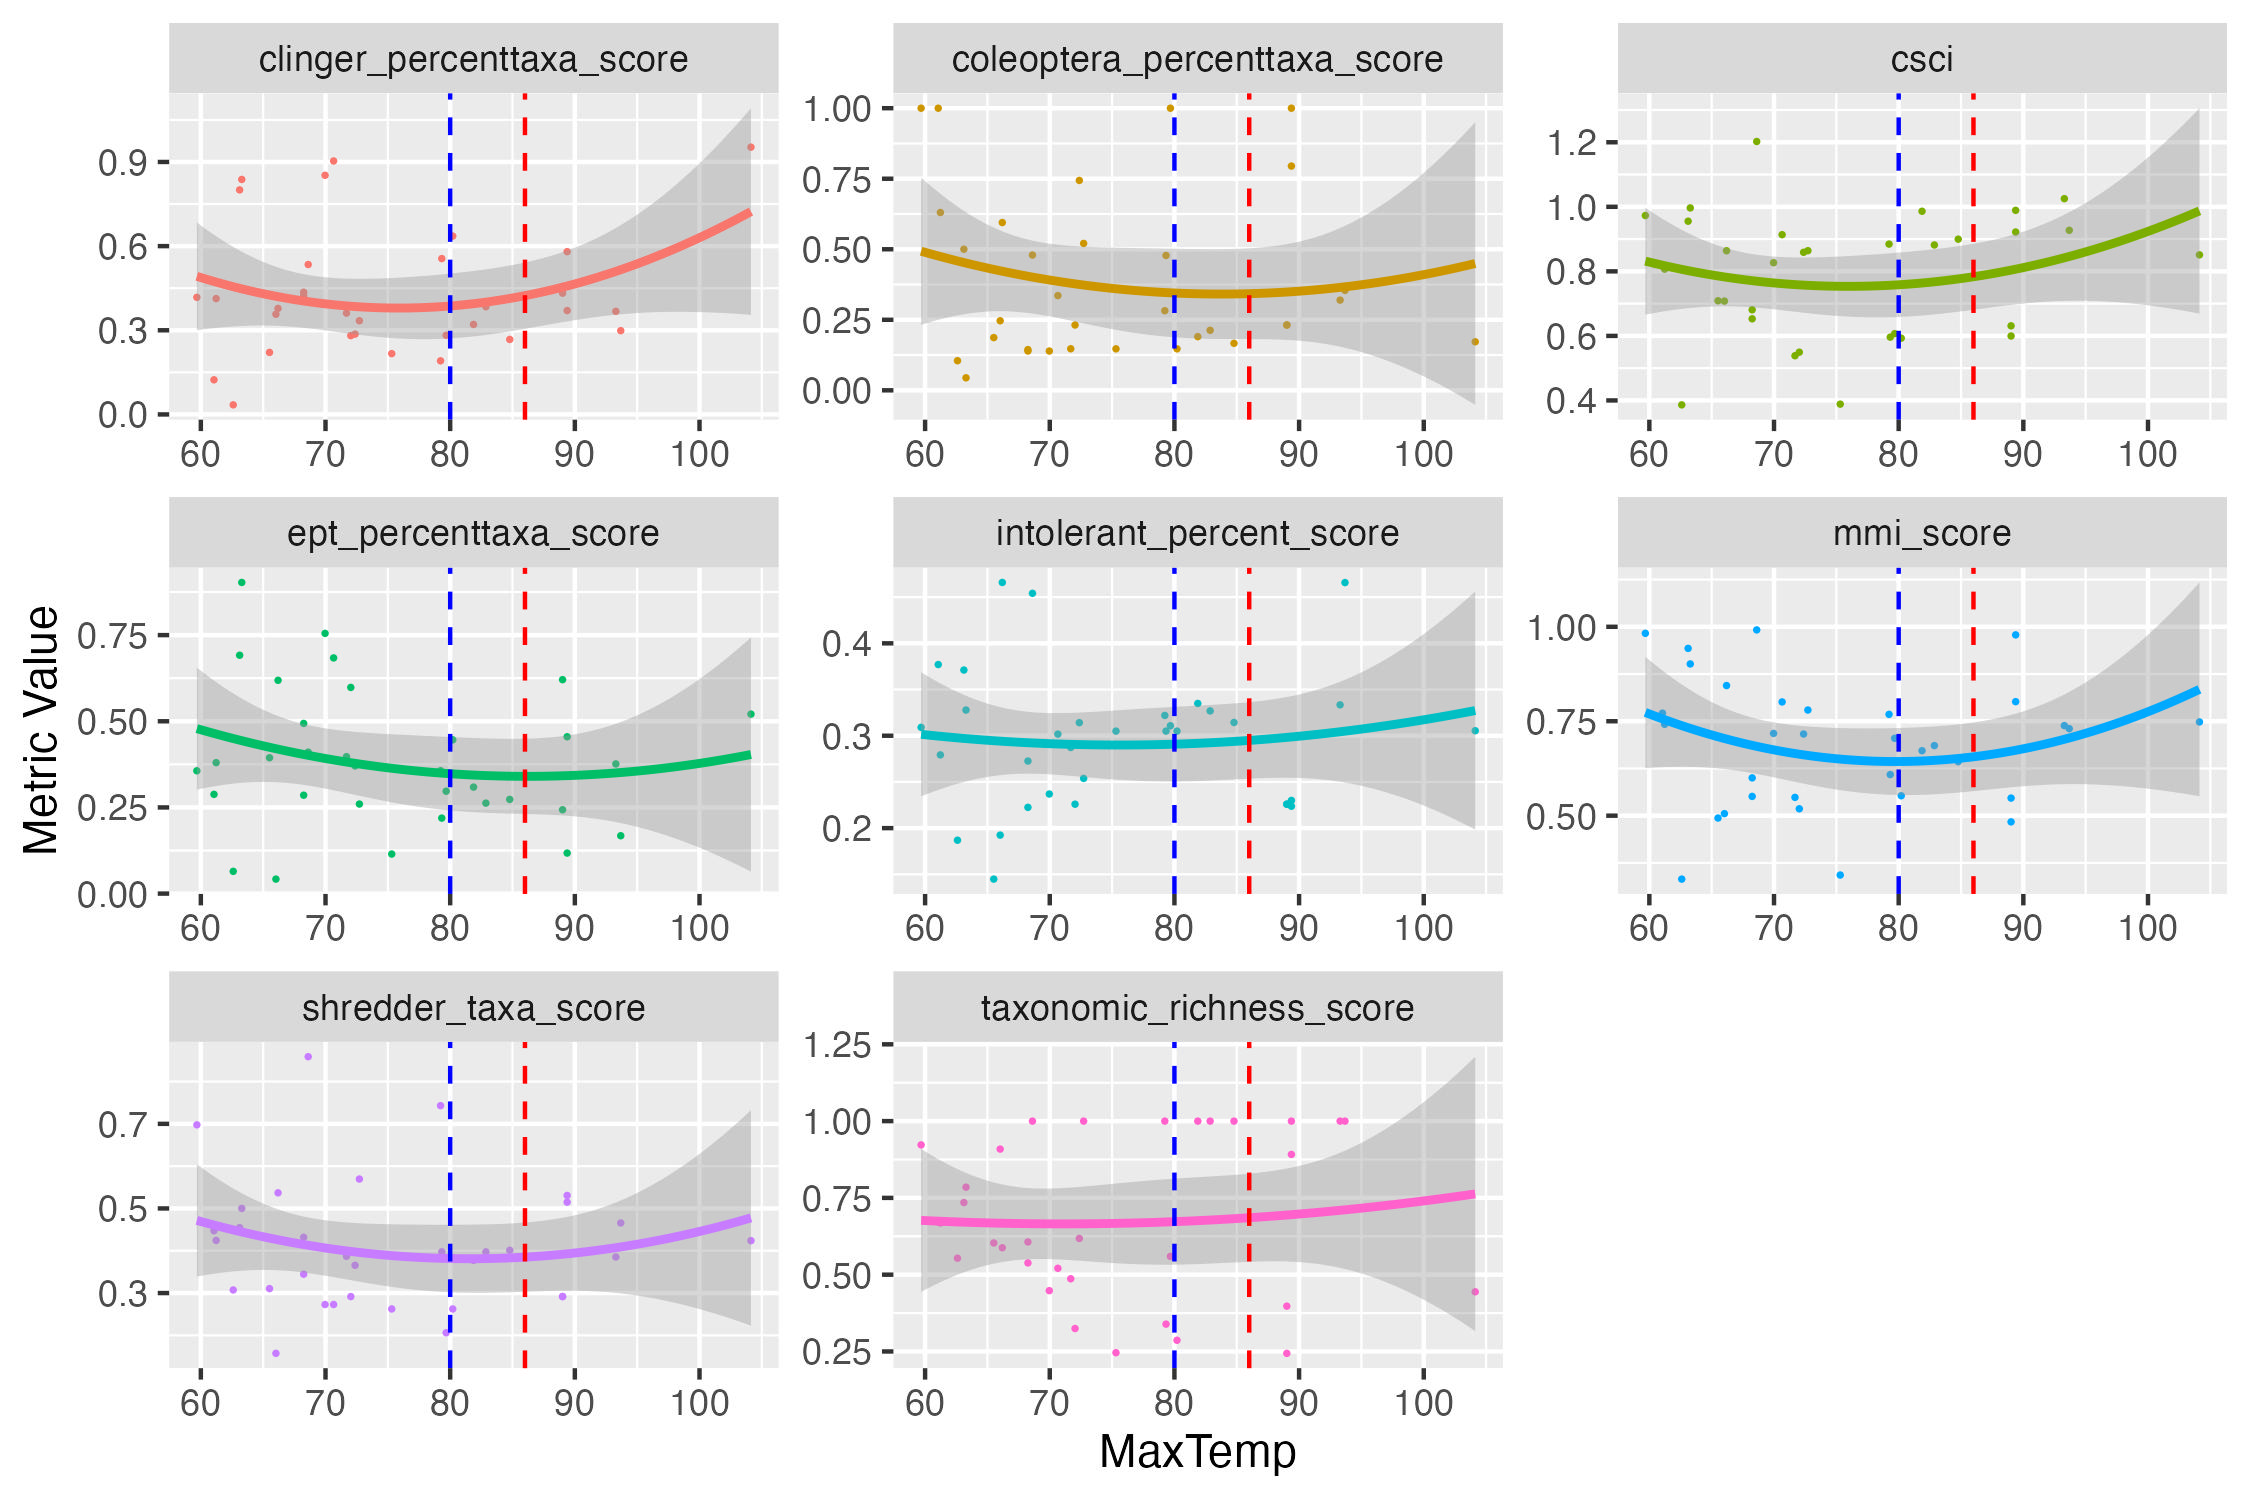 clinger_percenttaxa_score
coleoptera_percenttaxa_score
csci
0.9
0.6
0.3
0.0
1.00
0.75
0.50
0.25
0.00
1.2
1.0
0.8
0.6
0.4
60 70 80 90 100
60 70 80 90 100
60 70 80 90 100
ept_percenttaxa_score
intolerant_percent_score
mmi_score
Metric Value
0.75
0.50
0.25
0.00
0.4
0.3
0.2
1.00
0.75
0.50
60 70 80 90 100
60 70 80 90 100
60 70 80 90 100
shredder_taxa_score
taxonomic_richness_score
0.7
0.5
0.3
1.25
1.00
0.75
0.50
0.25
60 70 80 90 100
60 70 80 90 100
MaxTemp